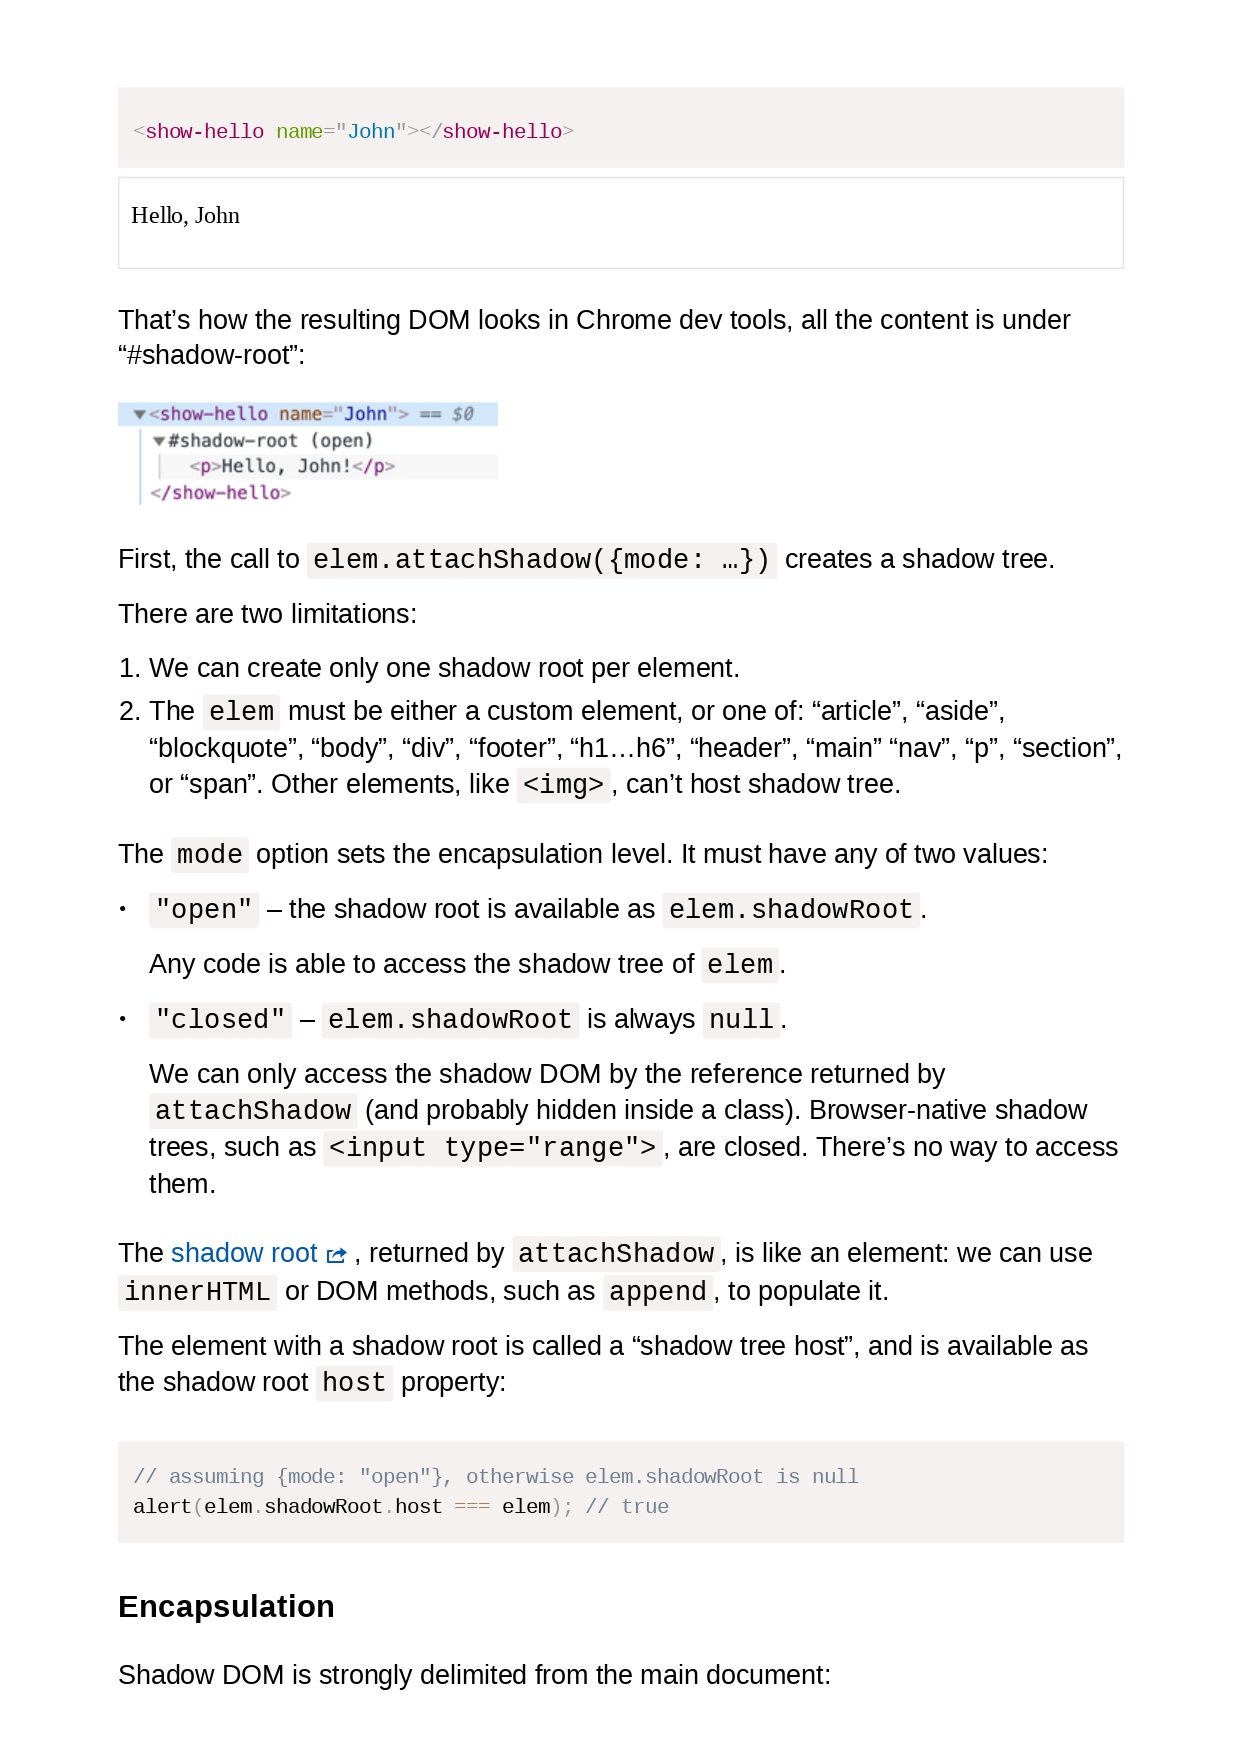 <show-hello name="John"></show-hello>
Hello, John
That’s how the resulting DOM looks in Chrome dev tools, all the content is under
“#shadow-root”:
▼<show-hello name="John"> == $0
▼#shadow-root (open)
<p>Hello, John!</p>
</show-hello>
First, the call to elem.attachShadow({mode: …}) creates a shadow tree.
There are two limitations:
1. We can create only one shadow root per element.
2. The elem must be either a custom element, or one of: “article”, “aside”,
“blockquote”, “body”, “div”, “footer”, “h1…h6”, “header”, “main” “nav”, “p”, “section”,
or “span”. Other elements, like <img>, can’t host shadow tree.
The mode option sets the encapsulation level. It must have any of two values:
• "open" – the shadow root is available as elem.shadowRoot.
Any code is able to access the shadow tree of elem.
• "closed" – elem.shadowRoot is always null.
We can only access the shadow DOM by the reference returned by
attachShadow (and probably hidden inside a class). Browser-native shadow
trees, such as <input type="range">, are closed. There’s no way to access
them.
The shadow root , returned by attachShadow, is like an element: we can use
innerHTML or DOM methods, such as append, to populate it.
The element with a shadow root is called a “shadow tree host”, and is available as
the shadow root host property:
// assuming {mode: "open"}, otherwise elem.shadowRoot is null
alert(elem.shadowRoot.host === elem); // true
Encapsulation
Shadow DOM is strongly delimited from the main document: